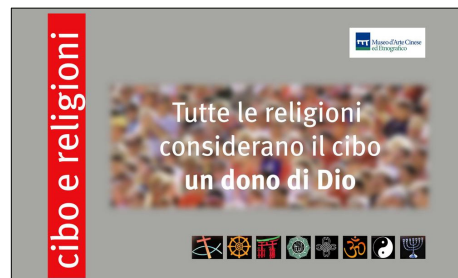 cibo e religioni
Museo d'Arte Cinese
ed Etnografico
Tutte le religioni
considerano il cibo
un dono di Dio